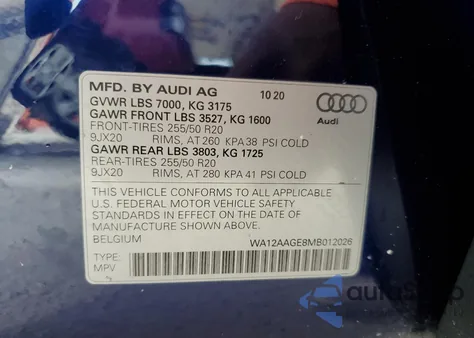 MFD. BY AUDI AG 10 20
GVWR LBS 7000, KG 3175
GAWR FRONT LBS 3527, KG 1600
FRONT-TIRES 255/50 R20
9JX20 RIMS, AT 260 KPA 38 PSI COLD
GAWR REAR LBS 3803, KG 1725
REAR-TIRES 255/50 R20
9JX20 RIMS, AT 280 KPA 41 PSI COLD
Audi
THIS VEHICLE CONFORMS TO ALL APPLICABLE
U.S. FEDERAL MOTOR VEHICLE SAFETY
STANDARDS IN EFFECT ON THE DATE OF
MANUFACTURE SHOWN ABOVE.
BELGIUM WA12AAGE8MB012026
TYPE:
MPV